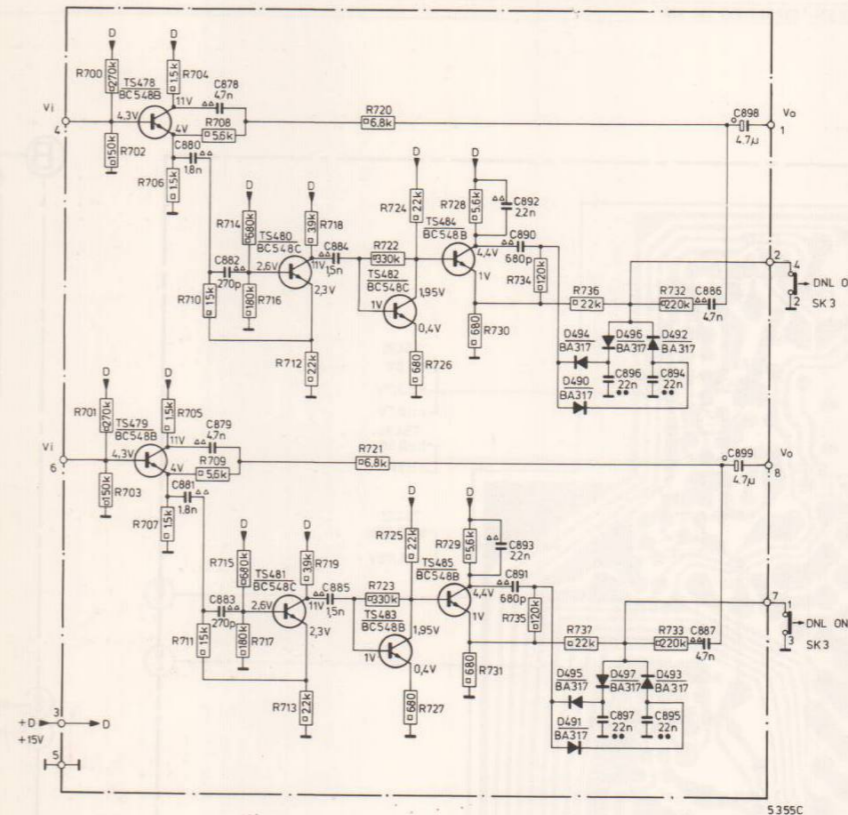 D D
R700 270k TS478 BC548B 1,5k R704
C878 4,7n
Vi 4 4,3V 11V R720 6,8k C898 4,7µ Vo 1
4V R708 5,6k
150k R702 C880 1,8n
R706 1,5k
D D D D
R714 680k TS480 BC548C 39k R718
R724 22k R728 5,6k C892 2,2n
TS484 BC548B
C882 270p 2,6V 11V C884 1,5n R722 330k 4,4V C890 680p
TS482 BC548C 1V R734 120k
2 4 DNL ON
2 SK3
R710 15k 180k R716 2,3V 1V 1,95V R736 22k R732 220k C886 4,7n
0,4V 680 R730
D494 BA317 D496 BA317 D492 BA317
R712 22k 680 R726
C896 22n C894 22n
D490 BA317
D D
R701 270k TS479 BC548B 1,5k R705
C879 4,7n
Vi 6 4,3V 11V R721 6,8k C899 4,7µ Vo 8
4V R709 5,6k
150k R703 C881 1,8n
R707 1,5k
D D D D
R715 680k TS481 BC548C 39k R719
R725 22k R729 5,6k C893 2,2n
TS485 BC548B
C883 270p 2,6V 11V C885 1,5n R723 330k 4,4V C891 680p
TS483 BC548B 1V R735 120k
7 1 DNL ON
3 SK3
R711 15k 180k R717 2,3V 1V 1,95V R737 22k R733 220k C887 4,7n
0,4V 680 R731
D495 BA317 D497 BA317 D493 BA317
R713 22k 680 R727
C897 22n C895 22n
D491 BA317
+D 3 D
+15V
5
5355C